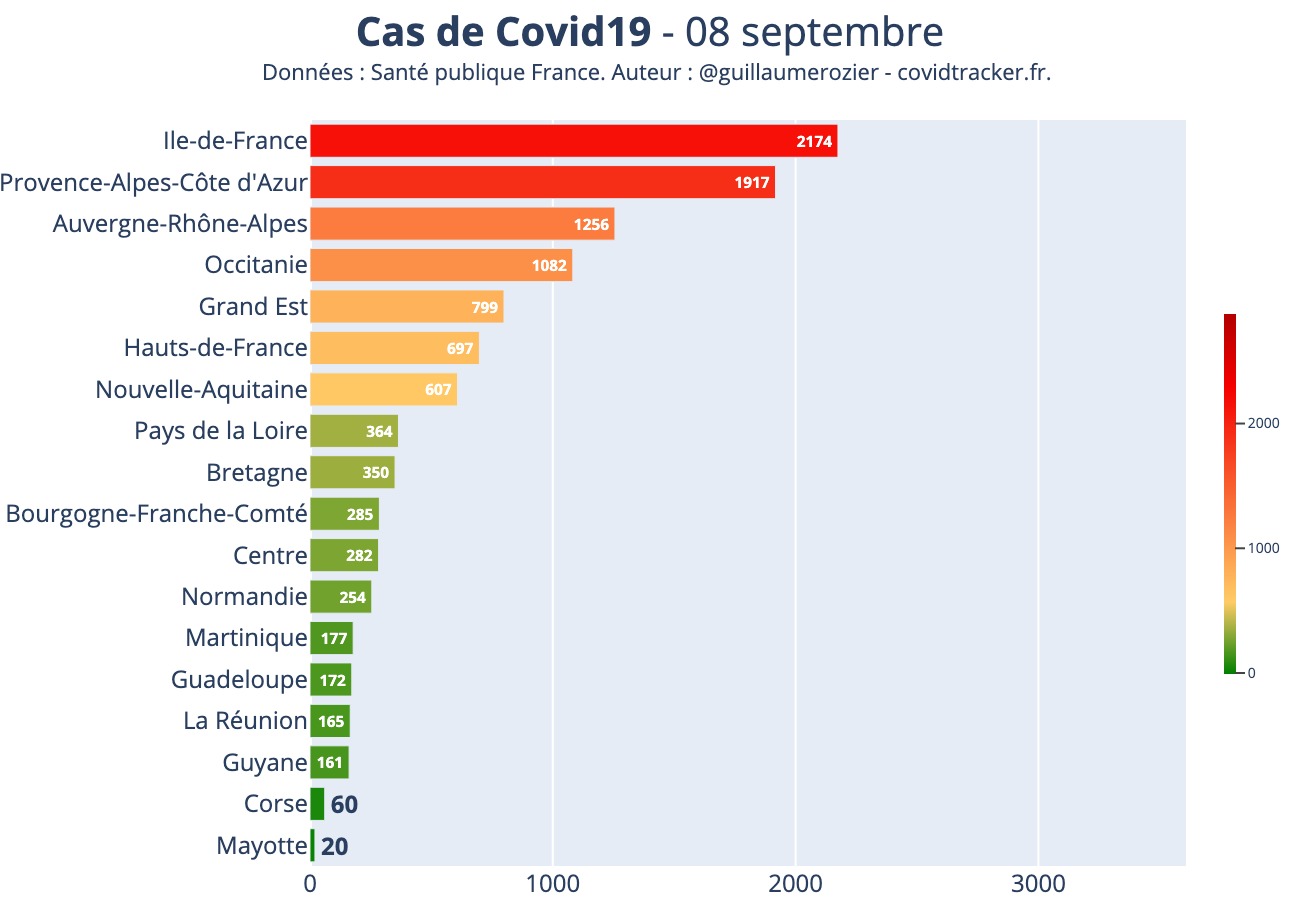 Cas de Covid19 - 08 septembre
Données : Santé publique France. Auteur : @guillaumerozier - covidtracker.fr.
Ile-de-France 2174
Provence-Alpes-Côte d'Azur 1917
Auvergne-Rhône-Alpes 1256
Occitanie 1082
Grand Est 799
Hauts-de-France 697
Nouvelle-Aquitaine 607
Pays de la Loire 364
Bretagne 350
Bourgogne-Franche-Comté 285
Centre 282
Normandie 254
Martinique 177
Guadeloupe 172
La Réunion 165
Guyane 161
Corse 60
Mayotte 20
0 1000 2000 3000
2000
1000
0